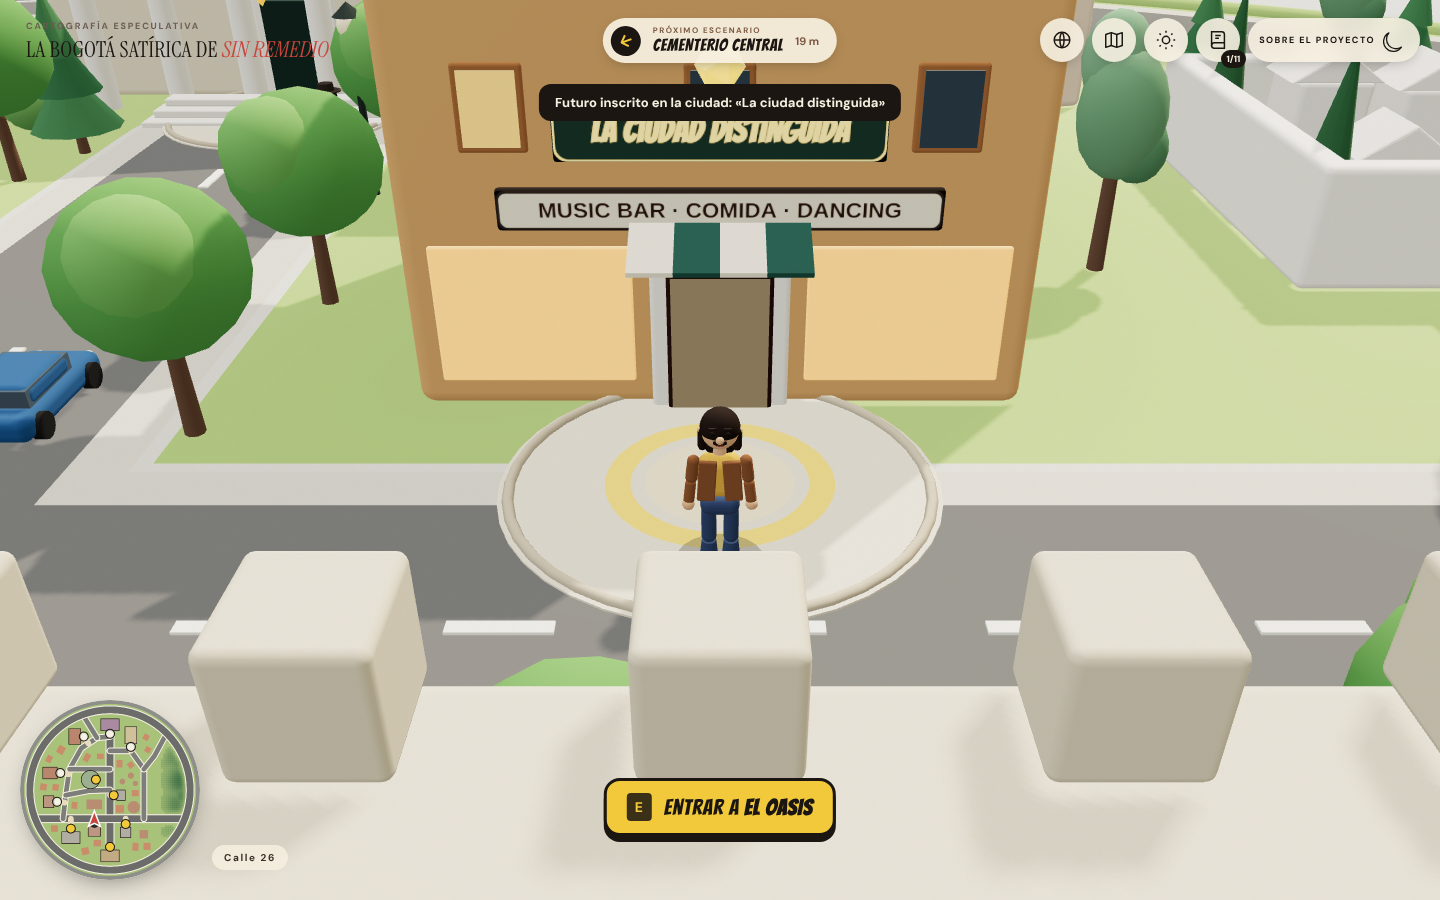 CARTOGRAFÍA ESPECULATIVA
LA BOGOTÁ SATÍRICA DE SIN REMEDIO
PRÓXIMO ESCENARIO
CEMENTERIO CENTRAL 19 m
1/11
SOBRE EL PROYECTO
Futuro inscrito en la ciudad: «La ciudad distinguida»
LA CIUDAD DISTINGUIDA
MUSIC BAR · COMIDA · DANCING
E ENTRAR A EL OASIS
Calle 26